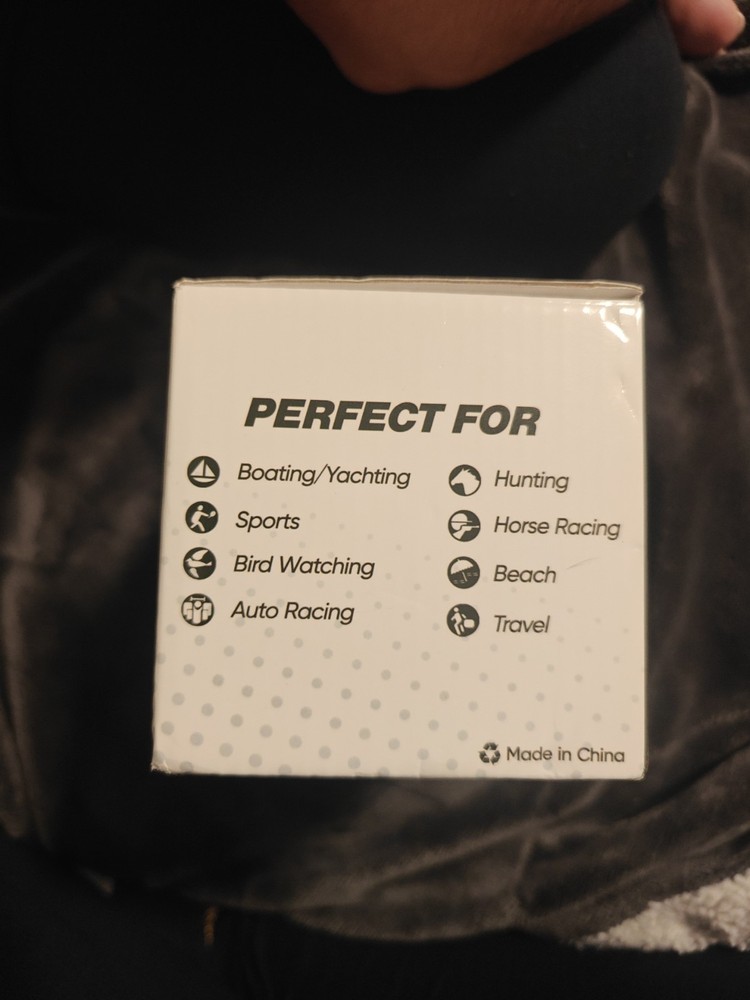 PERFECT FOR
Boating/Yachting
Sports
Bird Watching
Auto Racing
Hunting
Horse Racing
Beach
Travel
Made in China